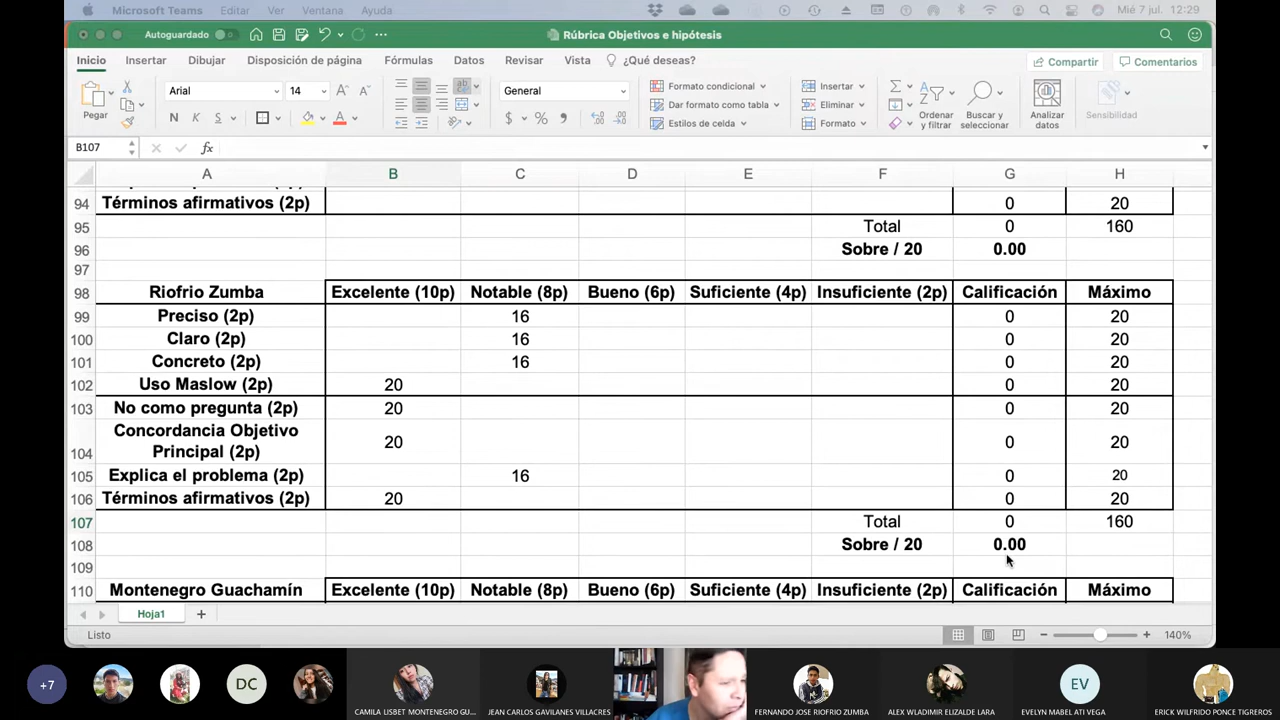 Microsoft Teams Editar Ver Ventana Ayuda Mié 7 jul. 12:29
Autoguardado Rúbrica Objetivos e hipótesis
Inicio Insertar Dibujar Disposición de página Fórmulas Datos Revisar Vista ¿Qué deseas? Compartir Comentarios
Pegar Arial 14 General Formato condicional Insertar
N K S $ % Dar formato como tabla Eliminar
Estilos de celda Formato
Ordenar y filtrar Buscar y seleccionar Analizar datos Sensibilidad
B107 fx
A B C D E F G H
94 Términos afirmativos (2p) 0 20
95 Total 0 160
96 Sobre / 20 0.00
97
98 Riofrio Zumba Excelente (10p) Notable (8p) Bueno (6p) Suficiente (4p) Insuficiente (2p) Calificación Máximo
99 Preciso (2p) 16 0 20
100 Claro (2p) 16 0 20
101 Concreto (2p) 16 0 20
102 Uso Maslow (2p) 20 0 20
103 No como pregunta (2p) 20 0 20
104 Concordancia Objetivo Principal (2p) 20 0 20
105 Explica el problema (2p) 16 0 20
106 Términos afirmativos (2p) 20 0 20
107 Total 0 160
108 Sobre / 20 0.00
109
110 Montenegro Guachamín Excelente (10p) Notable (8p) Bueno (6p) Suficiente (4p) Insuficiente (2p) Calificación Máximo
Hoja1 +
Listo 140%
+7 DC EV
CAMILA LISBET MONTENEGRO GU... JEAN CARLOS GAVILANES VILLACRES FERNANDO JOSE RIOFRIO ZUMBA ALEX WLADIMIR ELIZALDE LARA EVELYN MABEL ATI VEGA ERICK WILFRIDO PONCE TIGREROS